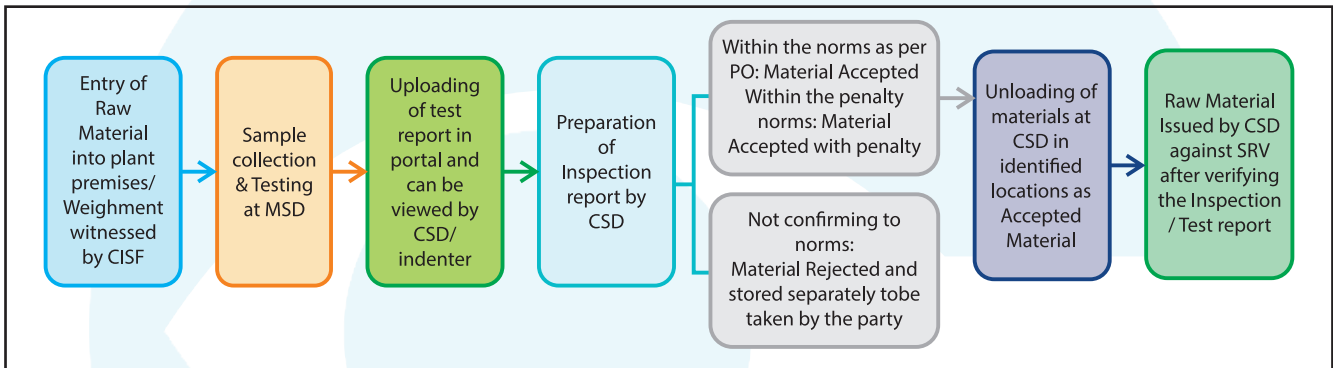 Entry of
Raw
Material
into plant
premises/
Weighment
witnessed
by CISF
Sample
collection
& Testing
at MSD
Uploading
of test
report in
portal and
can be
viewed by
CSD/
indenter
Preparation
of
Inspection
report by
CSD
Within the norms as per
PO: Material Accepted
Within the penalty
norms: Material
Accepted with penalty
Not confirming to
norms:
Material Rejected and
stored separately tobe
taken by the party
Unloading of
materials at
CSD in
identified
locations as
Accepted
Material
Raw Material
Issued by CSD
against SRV
after verifying
the Inspection
/ Test report